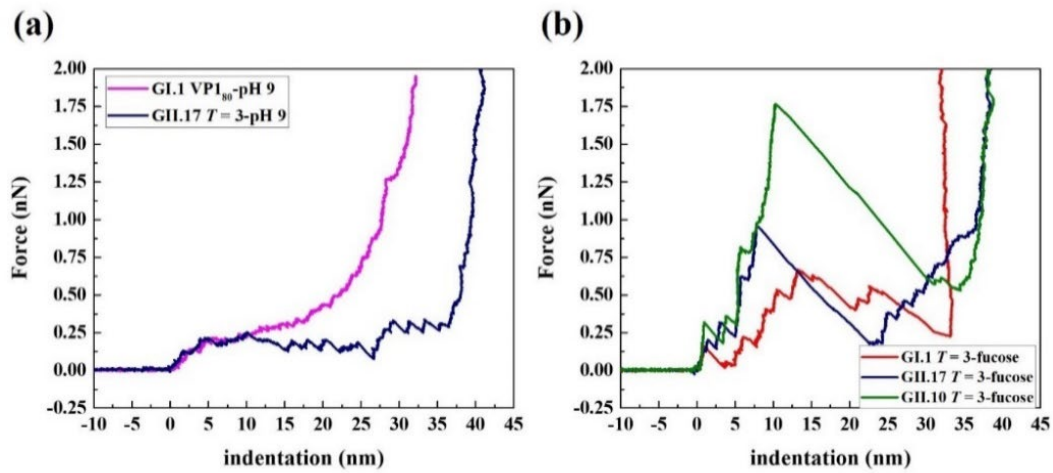 (a)
(b)
2.00
1.75
1.50
1.25
1.00
0.75
0.50
0.25
0.00
-0.25
Force (nN)
GI.1 VP1₈₀-pH 9
GII.17 T = 3-pH 9
-10 -5 0 5 10 15 20 25 30 35 40 45
indentation (nm)
2.00
1.75
1.50
1.25
1.00
0.75
0.50
0.25
0.00
-0.25
Force (nN)
GI.1 T = 3-fucose
GII.17 T = 3-fucose
GII.10 T = 3-fucose
-10 -5 0 5 10 15 20 25 30 35 40 45
indentation (nm)